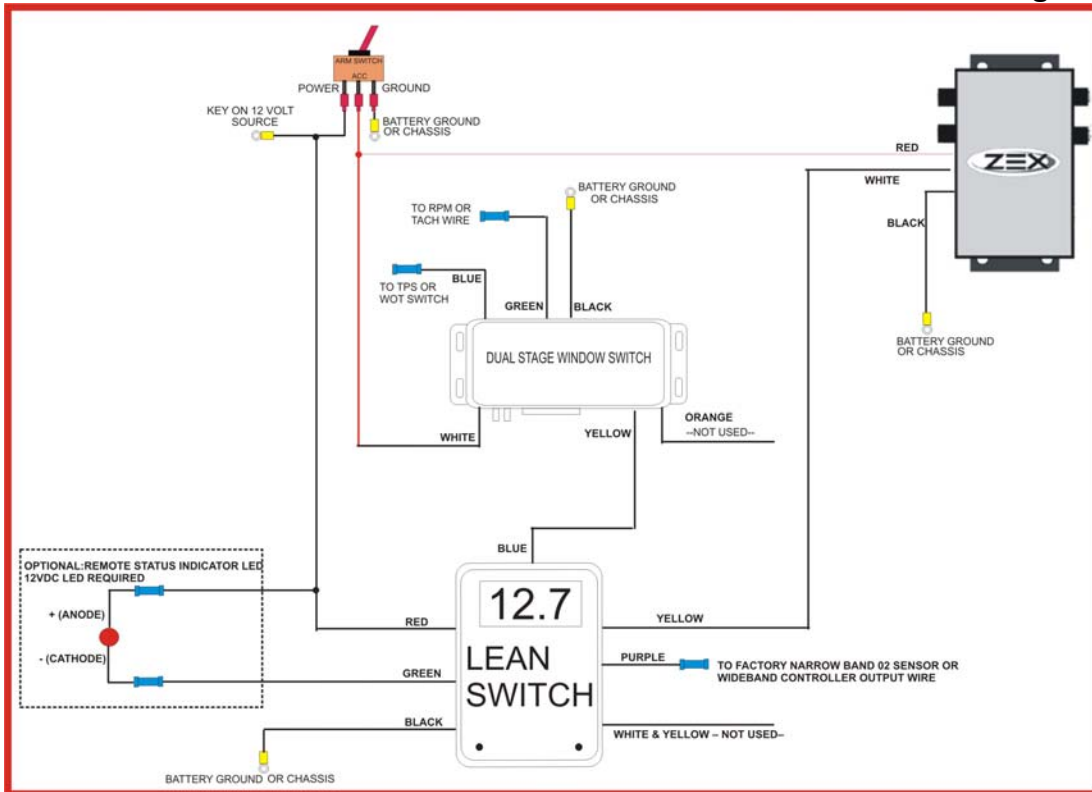 ARM SWITCH
ACC
POWER
GROUND
KEY ON 12 VOLT
SOURCE
BATTERY GROUND
OR CHASSIS
RED
ZEX
WHITE
BLACK
BATTERY GROUND
OR CHASSIS
BATTERY GROUND
OR CHASSIS
TO RPM OR
TACH WIRE
TO TPS OR
WOT SWITCH
BLUE
GREEN
BLACK
DUAL STAGE WINDOW SWITCH
WHITE
YELLOW
ORANGE
--NOT USED--
BLUE
OPTIONAL:REMOTE STATUS INDICATOR LED
12VDC LED REQUIRED
+ (ANODE)
- (CATHODE)
RED
GREEN
BLACK
BATTERY GROUND OR CHASSIS
12.7
LEAN
SWITCH
YELLOW
PURPLE
TO FACTORY NARROW BAND 02 SENSOR OR
WIDEBAND CONTROLLER OUTPUT WIRE
WHITE & YELLOW – NOT USED–